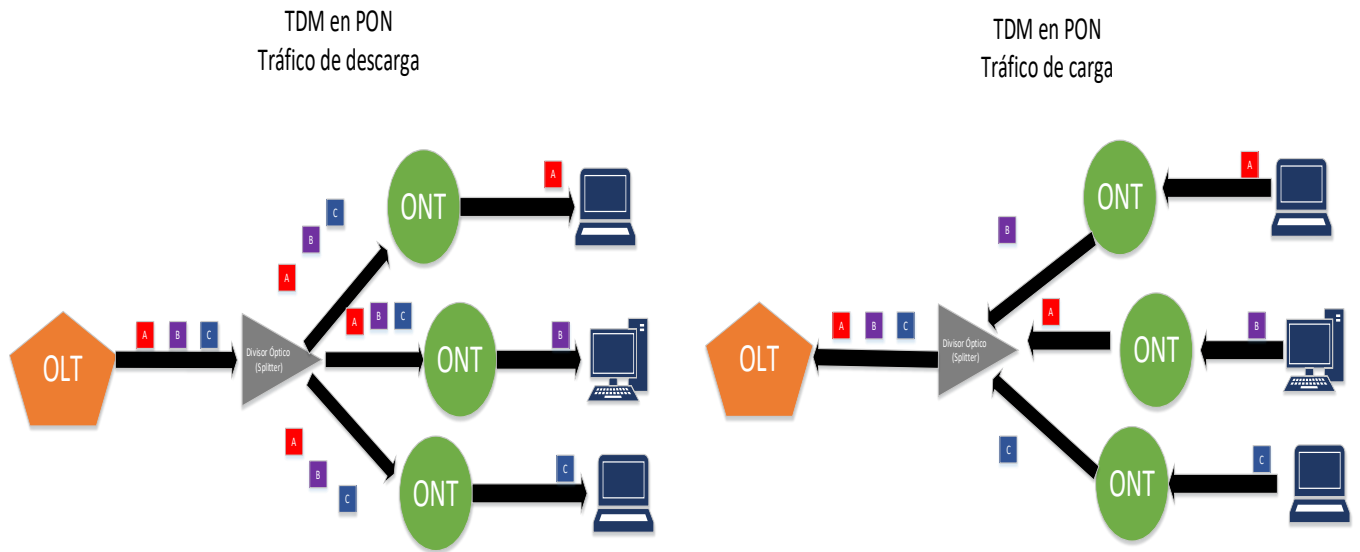 TDM en PON
Tráfico de descarga
A
ONT
C
B
A
A B C
A B C
B
OLT
Divisor Óptico
(Splitter)
ONT
A
B
C
C
ONT
TDM en PON
Tráfico de carga
A
ONT
B
A
B
A B C
OLT
Divisor Óptico
(Splitter)
ONT
C
C
ONT